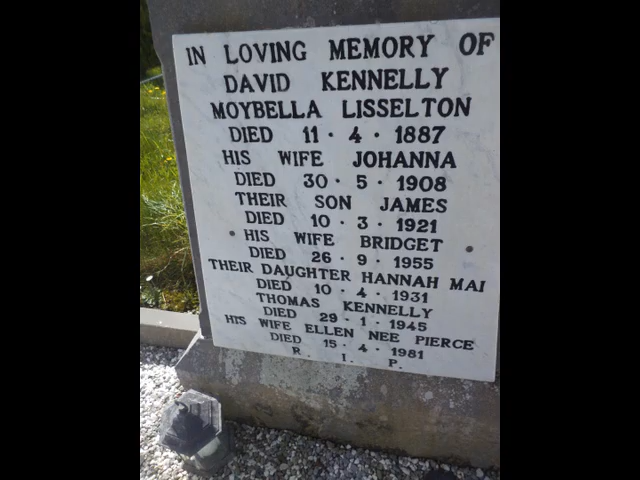 IN LOVING MEMORY OF
DAVID KENNELLY
MOYBELLA LISSELTON
DIED 11 · 4 · 1887
HIS WIFE JOHANNA
DIED 30 · 5 · 1908
THEIR SON JAMES
DIED 10 · 3 · 1921
HIS WIFE BRIDGET
DIED 26 · 9 · 1955
THEIR DAUGHTER HANNAH MAI
DIED 10 · 4 · 1931
THOMAS KENNELLY
DIED 29 · 1 · 1945
HIS WIFE ELLEN NEE PIERCE
DIED 15 · 4 · 1981
R. I. P.